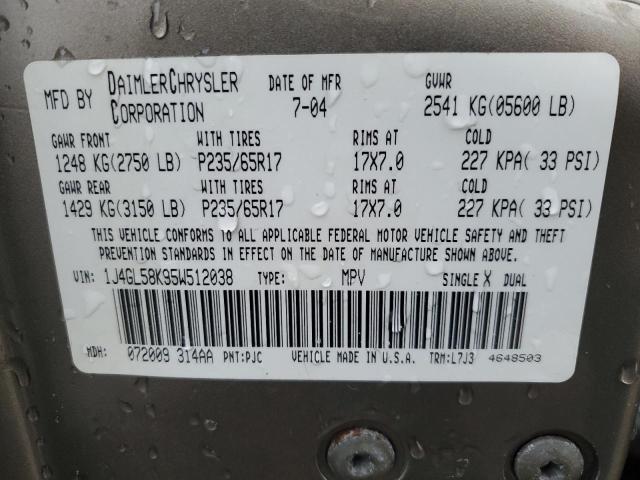 MFD BY DAIMLERCHRYSLER CORPORATION DATE OF MFR 7-04 GVWR 2541 KG(05600 LB)
GAWR FRONT WITH TIRES RIMS AT COLD
1248 KG(2750 LB) P235/65R17 17X7.0 227 KPA( 33 PSI)
GAWR REAR WITH TIRES RIMS AT COLD
1429 KG(3150 LB) P235/65R17 17X7.0 227 KPA( 33 PSI)
THIS VEHICLE CONFORMS TO ALL APPLICABLE FEDERAL MOTOR VEHICLE SAFETY AND THEFT
PREVENTION STANDARDS IN EFFECT ON THE DATE OF MANUFACTURE SHOWN ABOVE.
VIN: 1J4GL58K95W512038 TYPE: MPV SINGLE X DUAL
MDH: 072009 314AA PNT:PJC VEHICLE MADE IN U.S.A. TRM:L7J3 4648503